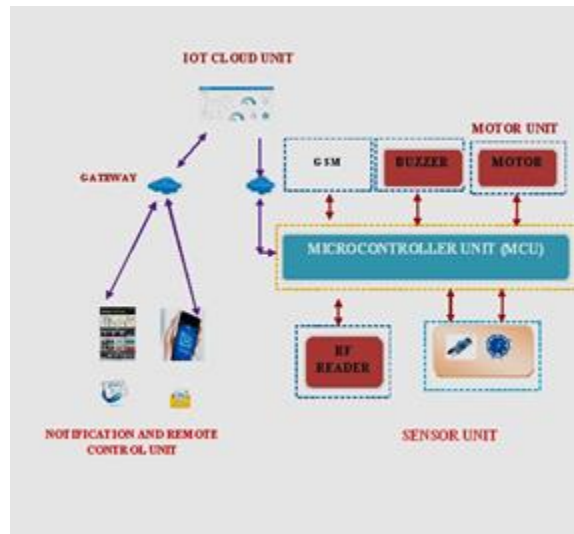 IOT CLOUD UNIT
MOTOR UNIT
GSM
BUZZER
MOTOR
GATEWAY
MICROCONTROLLER UNIT (MCU)
RF
READER
NOTIFICATION AND REMOTE
CONTROL UNIT
SENSOR UNIT